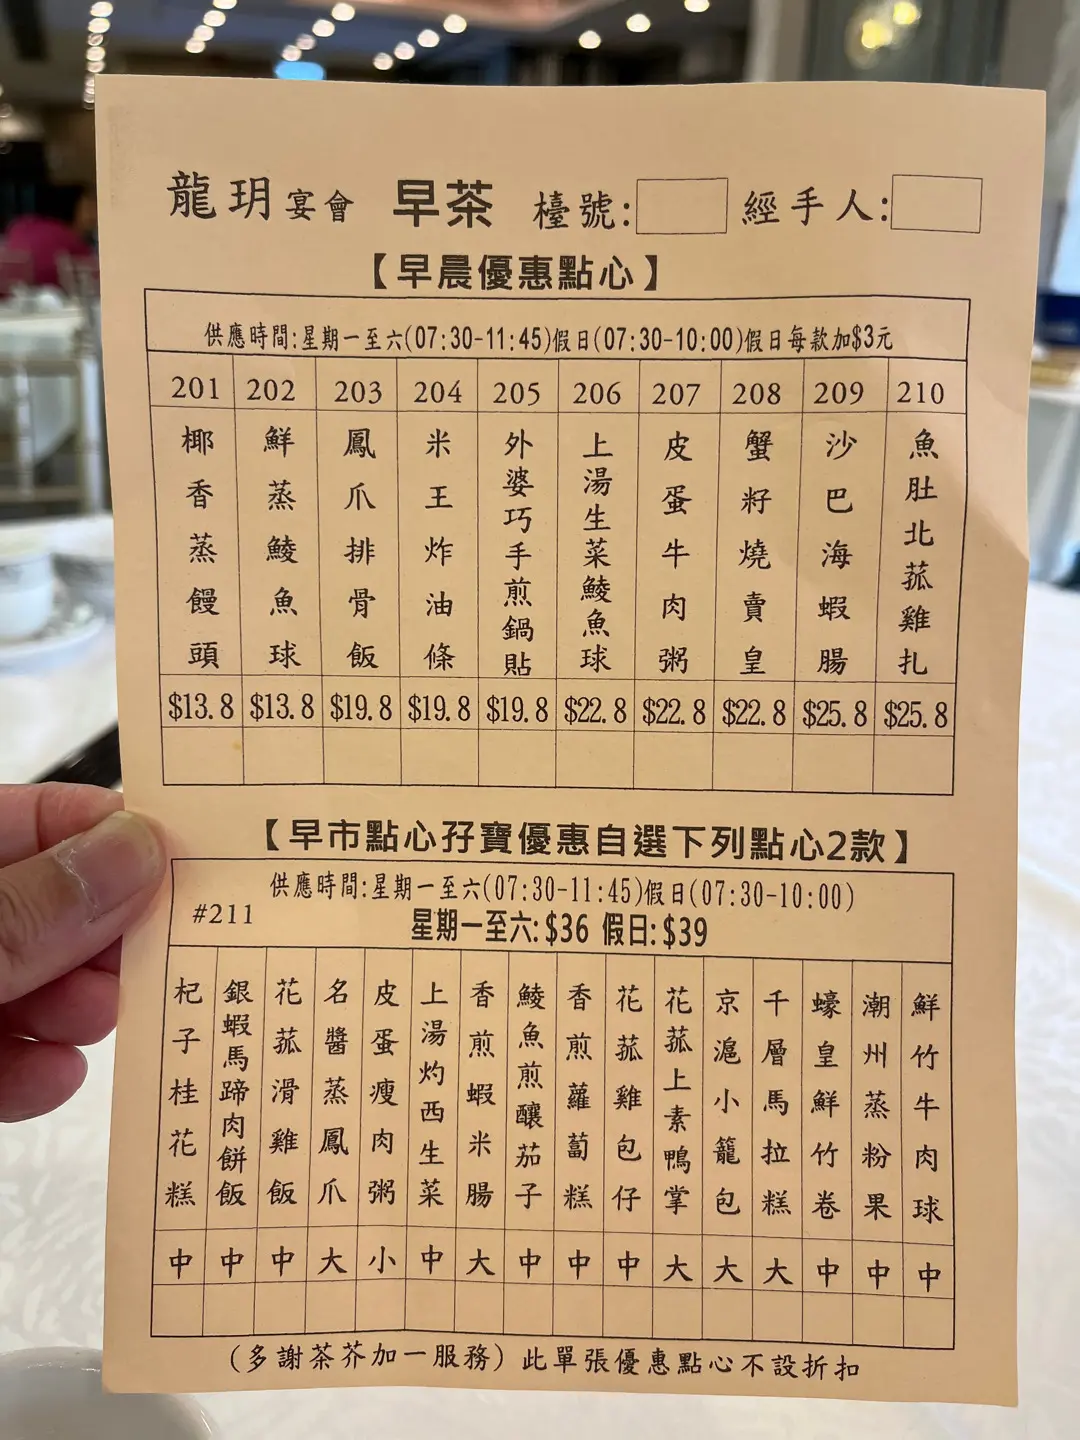 龍玥宴會 早茶 檯號: 經手人:
【早晨優惠點心】
供應時間:星期一至六(07:30-11:45)假日(07:30-10:00)假日每款加$3元
201 202 203 204 205 206 207 208 209 210
椰香蒸饅頭
鮮蒸鯪魚球
鳳爪排骨飯
米王炸油條
外婆巧手煎鍋貼
上湯生菜鯪魚球
皮蛋牛肉粥
蟹籽燒賣皇
沙巴海蝦腸
魚肚北菰雞扎
$13.8 $13.8 $19.8 $19.8 $19.8 $22.8 $22.8 $22.8 $25.8 $25.8
【早市點心孖寶優惠自選下列點心2款】
供應時間:星期一至六(07:30-11:45)假日(07:30-10:00)
#211
星期一至六:$36 假日:$39
杞子桂花糕
銀蝦馬蹄肉餅飯
花菰滑雞飯
名醬蒸鳳爪
皮蛋瘦肉粥
上湯灼西生菜
香煎蝦米腸
鯪魚煎釀茄子
香煎蘿蔔糕
花菰雞包仔
花菰上素鴨掌
京滬小籠包
千層馬拉糕
蠔皇鮮竹卷
潮州蒸粉果
鮮竹牛肉球
中 中 中 大 小 中 大 中 中 中 大 大 大 中 中 中
(多謝茶芥加一服務) 此單張優惠點心不設折扣